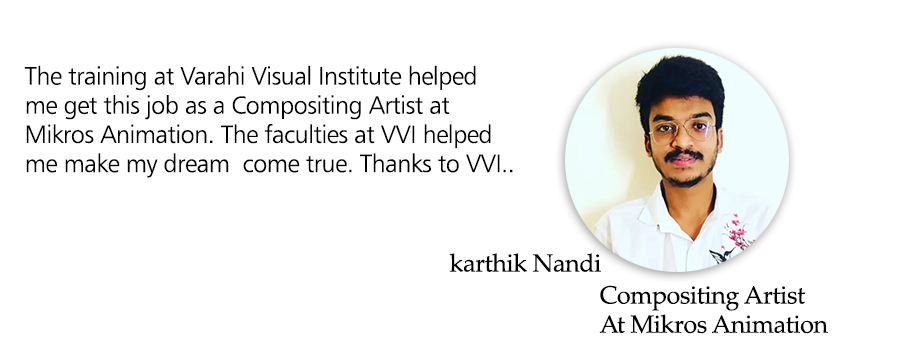 The training at Varahi Visual Institute helped
me get this job as a Compositing Artist at
Mikros Animation. The faculties at VVI helped
me make my dream  come true. Thanks to VVI..
karthik Nandi
Compositing Artist
At Mikros Animation